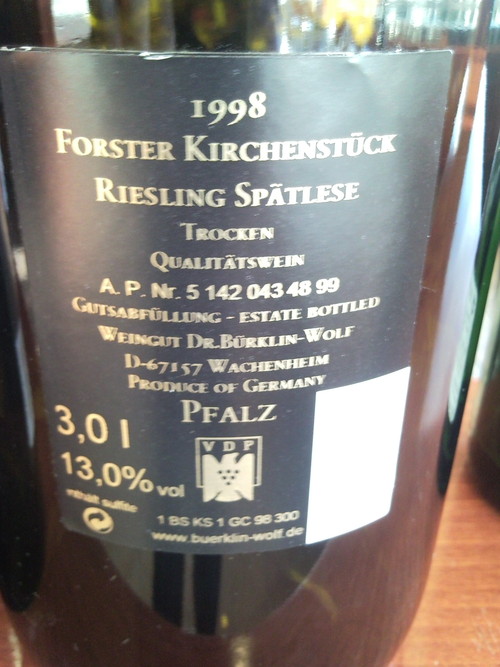 1998
FORSTER KIRCHENSTÜCK
RIESLING SPÄTLESE
TROCKEN
QUALITÄTSWEIN
A. P. Nr. 5 142 043 48 99
GUTSABFÜLLUNG - ESTATE BOTTLED
WEINGUT DR.BÜRKLIN-WOLF
D-67157 WACHENHEIM
PRODUCE OF GERMANY
PFALZ
3,0 l
VDP
13,0% vol
nthält sulfite
1 BS KS 1 GC 98 300
www.buerklin-wolf.de